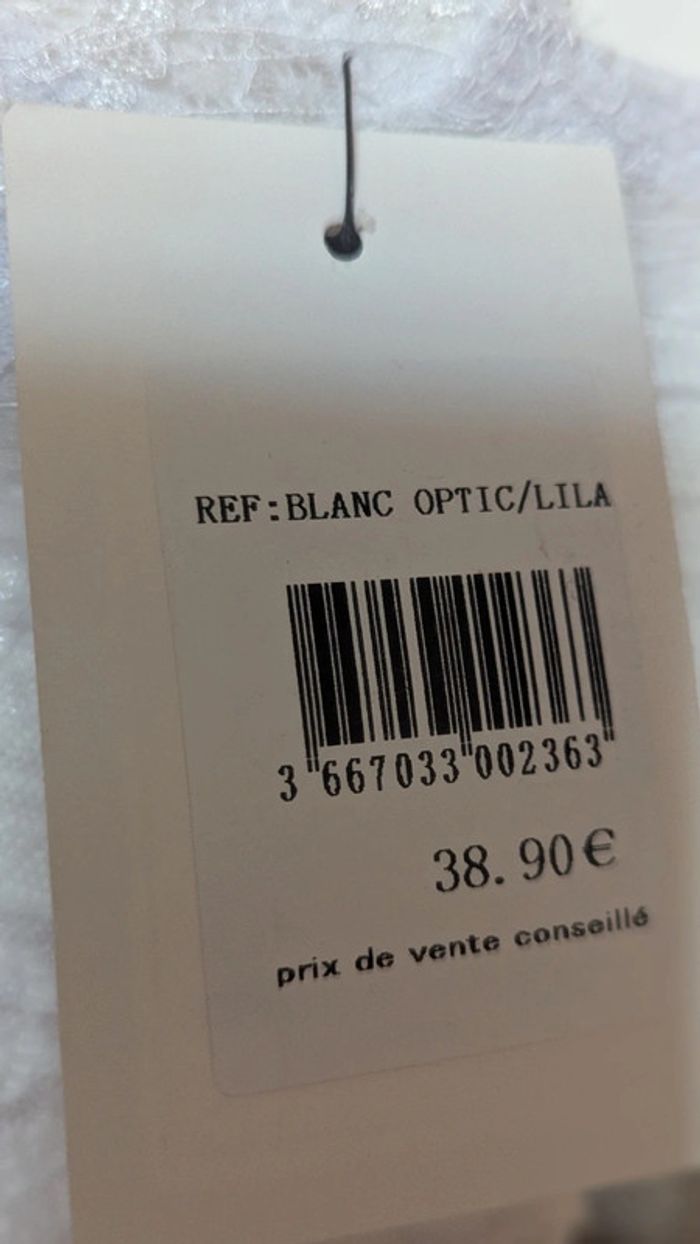 REF:BLANC OPTIC/LILA
3"667033"002363"
38.90€
prix de vente conseillé